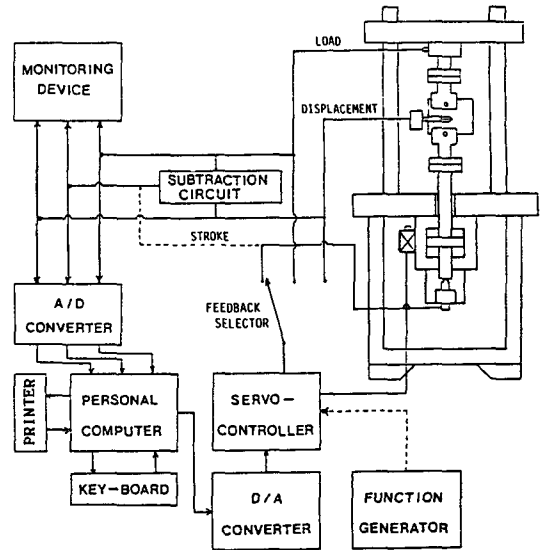 LOAD
MONITORING
DEVICE
DISPLACEMENT
SUBTRACTION
CIRCUIT
STROKE
A/D
CONVERTER
FEEDBACK
SELECTOR
PRINTER
PERSONAL
COMPUTER
SERVO-
CONTROLLER
KEY-BOARD
D/A
CONVERTER
FUNCTION
GENERATOR